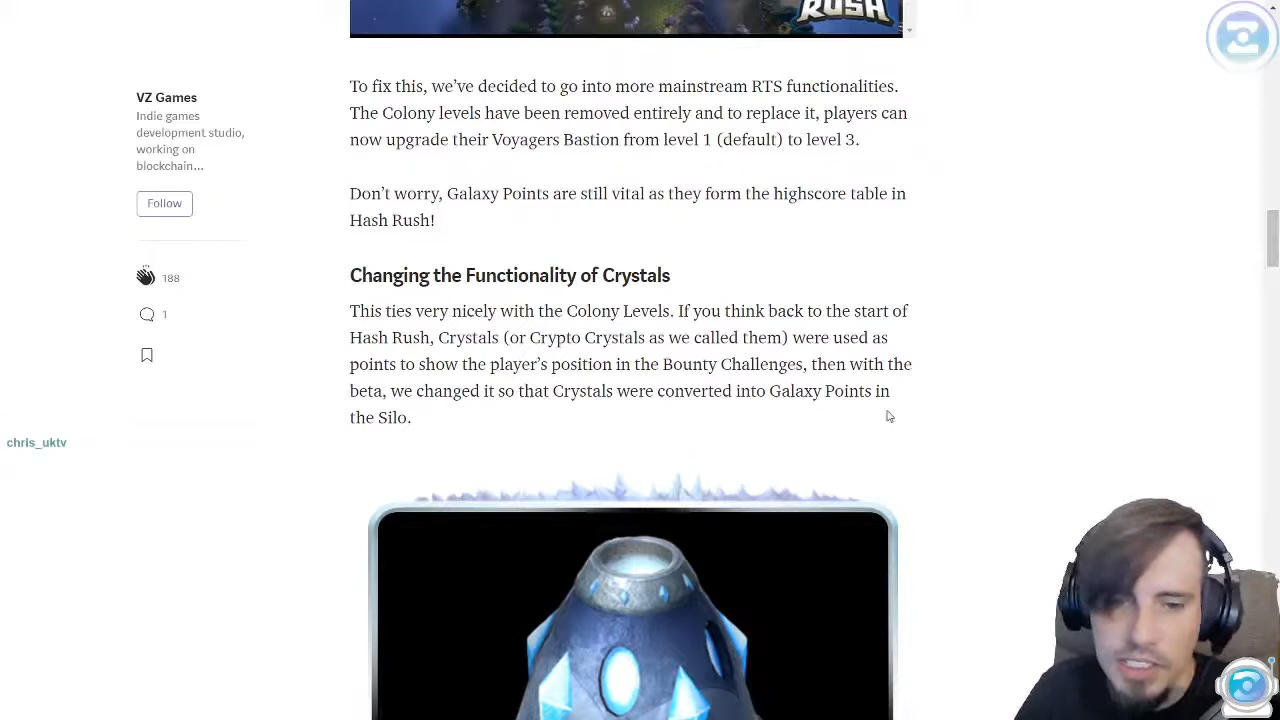 RUSH
To fix this, we've decided to go into more mainstream RTS functionalities.
The Colony levels have been removed entirely and to replace it, players can
now upgrade their Voyagers Bastion from level 1 (default) to level 3.
Don't worry, Galaxy Points are still vital as they form the highscore table in
Hash Rush!
Changing the Functionality of Crystals
This ties very nicely with the Colony Levels. If you think back to the start of
Hash Rush, Crystals (or Crypto Crystals as we called them) were used as
points to show the player's position in the Bounty Challenges, then with the
beta, we changed it so that Crystals were converted into Galaxy Points in
the Silo.
VZ Games
Indie games
development studio,
working on
blockchain...
Follow
188
1
chris_uktv